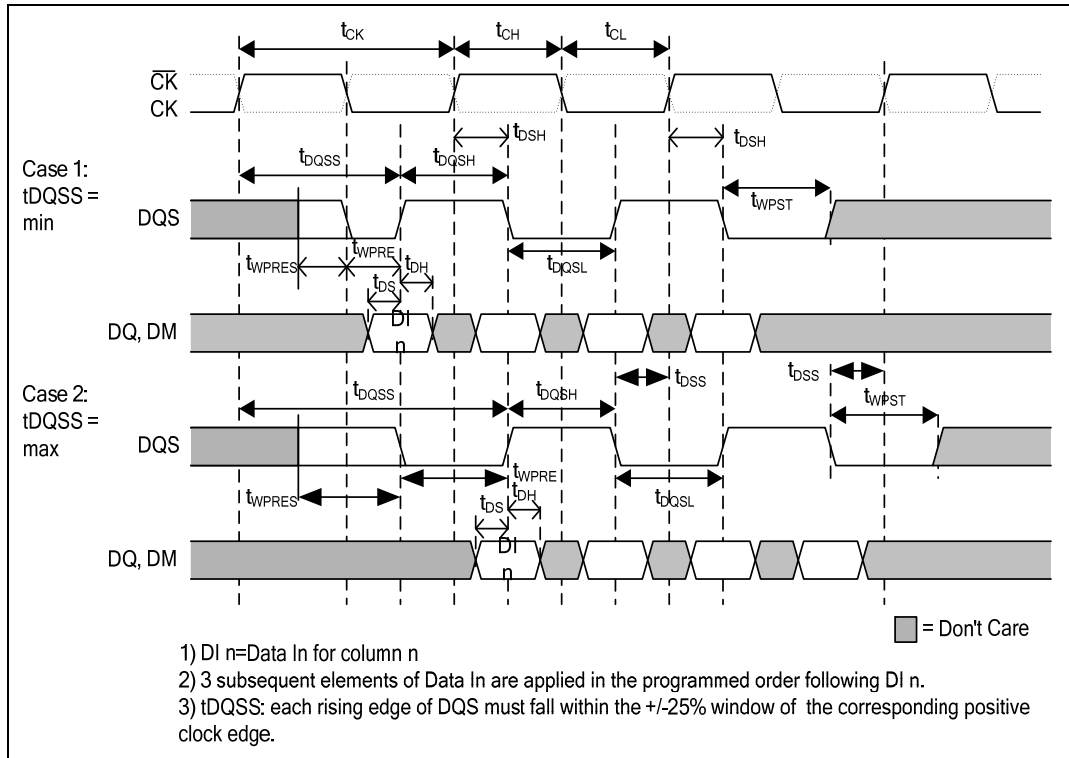 tCK
tCH
tCL
CK
CK
tDSH
tDSH
Case 1:
tDQSS =
min
tDQSS
tDQSH
tWPST
DQS
tWPRES
tWPRE
tDQSL
tDH
tDS
DI
n
DQ, DM
Case 2:
tDQSS =
max
tDQSS
tDQSH
tDSS
tDSS
tWPST
DQS
tWPRES
tWPRE
tDQSL
tDH
tDS
DI
n
DQ, DM
= Don't Care
1) DI n=Data In for column n
2) 3 subsequent elements of Data In are applied in the programmed order following DI n.
3) tDQSS: each rising edge of DQS must fall within the +/-25% window of the corresponding positive
clock edge.